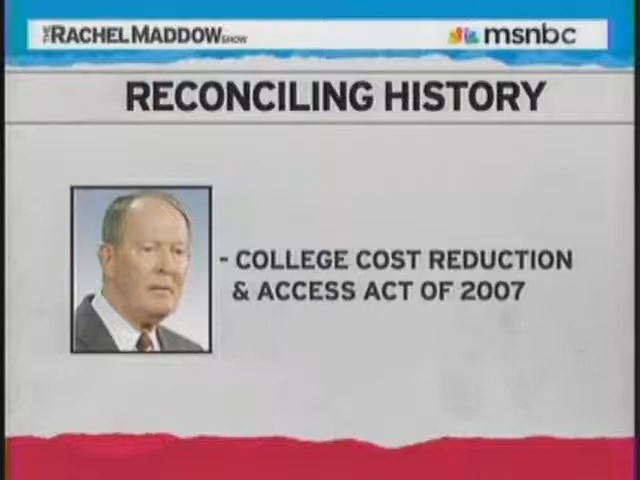 THE RACHEL MADDOW SHOW msnbc
RECONCILING HISTORY
- COLLEGE COST REDUCTION
& ACCESS ACT OF 2007